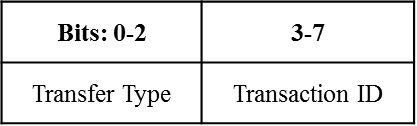 Bits: 0-2 3-7
Transfer Type Transaction ID